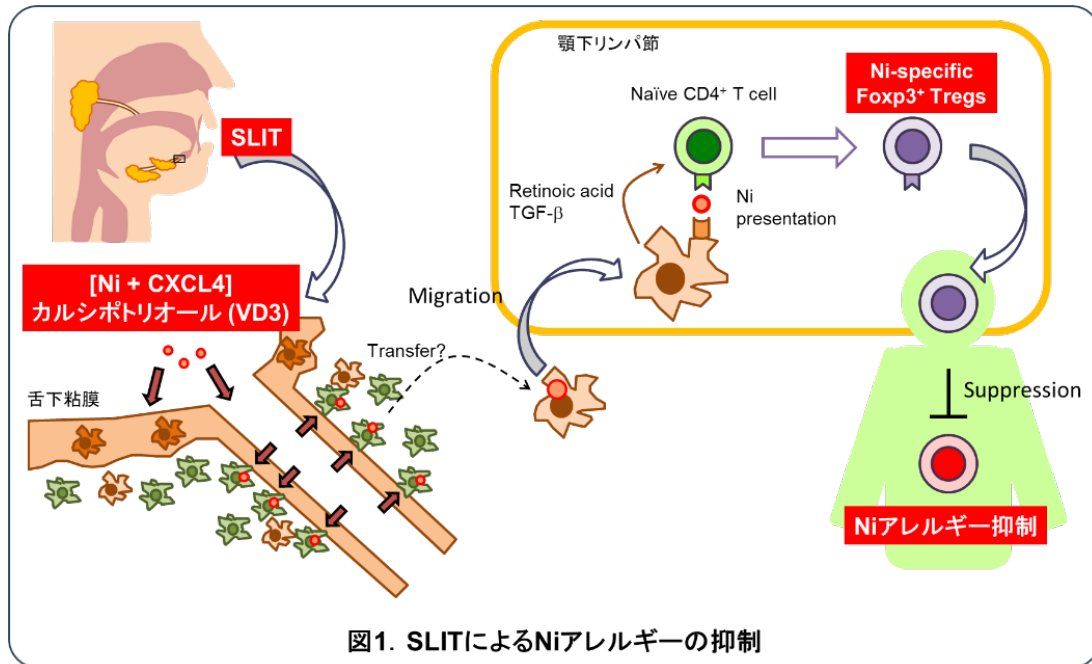 SLIT
[Ni + CXCL4]
カルシポトリオール (VD3)
舌下粘膜
Transfer?
Migration
顎下リンパ節
Naïve CD4⁺ T cell
Retinoic acid
TGF-β
Ni
presentation
Ni-specific
Foxp3⁺ Tregs
Suppression
Niアレルギー抑制
図1. SLITによるNiアレルギーの抑制